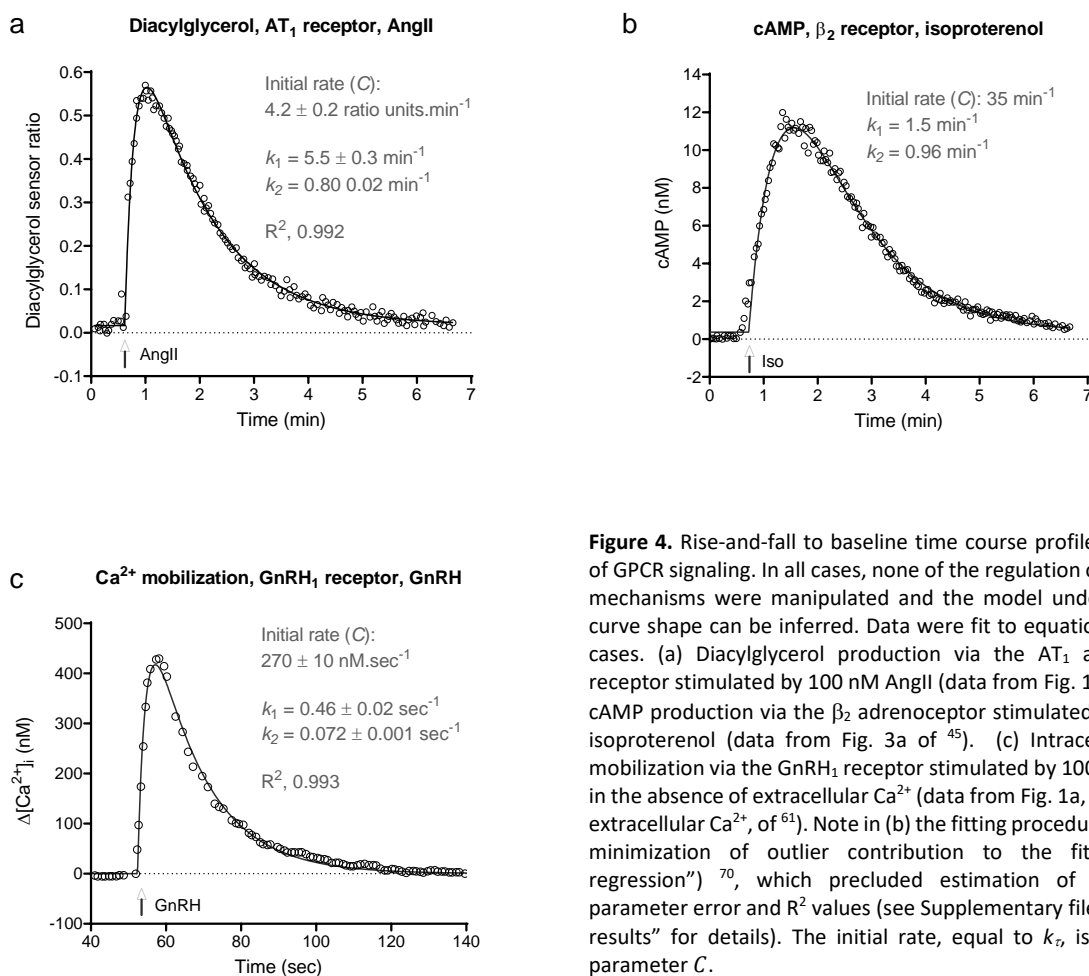 a
Diacylglycerol, AT1 receptor, AngII
0.6
0.5
0.4
0.3
0.2
0.1
0.0
-0.1
Diacylglycerol sensor ratio
Initial rate (C):
4.2 ± 0.2 ratio units.min-1
k1 = 5.5 ± 0.3 min-1
k2 = 0.80 0.02 min-1
R2, 0.992
AngII
0 1 2 3 4 5 6 7
Time (min)
b
cAMP, β2 receptor, isoproterenol
14
12
10
8
6
4
2
0
-2
cAMP (nM)
Initial rate (C): 35 min-1
k1 = 1.5 min-1
k2 = 0.96 min-1
Iso
0 1 2 3 4 5 6 7
Time (min)
c
Ca2+ mobilization, GnRH1 receptor, GnRH
500
400
300
200
100
0
-100
Δ[Ca2+]i (nM)
Initial rate (C):
270 ± 10 nM.sec-1
k1 = 0.46 ± 0.02 sec-1
k2 = 0.072 ± 0.001 sec-1
R2, 0.993
GnRH
40 60 80 100 120 140
Time (sec)
Figure 4. Rise-and-fall to baseline time course profile
of GPCR signaling. In all cases, none of the regulation
mechanisms were manipulated and the model unde
curve shape can be inferred. Data were fit to equatio
cases. (a) Diacylglycerol production via the AT1 a
receptor stimulated by 100 nM AngII (data from Fig. 1
cAMP production via the β2 adrenoceptor stimulated
isoproterenol (data from Fig. 3a of 45). (c) Intrace
mobilization via the GnRH1 receptor stimulated by 100
in the absence of extracellular Ca2+ (data from Fig. 1a,
extracellular Ca2+, of 61). Note in (b) the fitting procedu
minimization of outlier contribution to the fit
regression") 70, which precluded estimation of
parameter error and R2 values (see Supplementary file
results" for details). The initial rate, equal to kτ, is
parameter C.